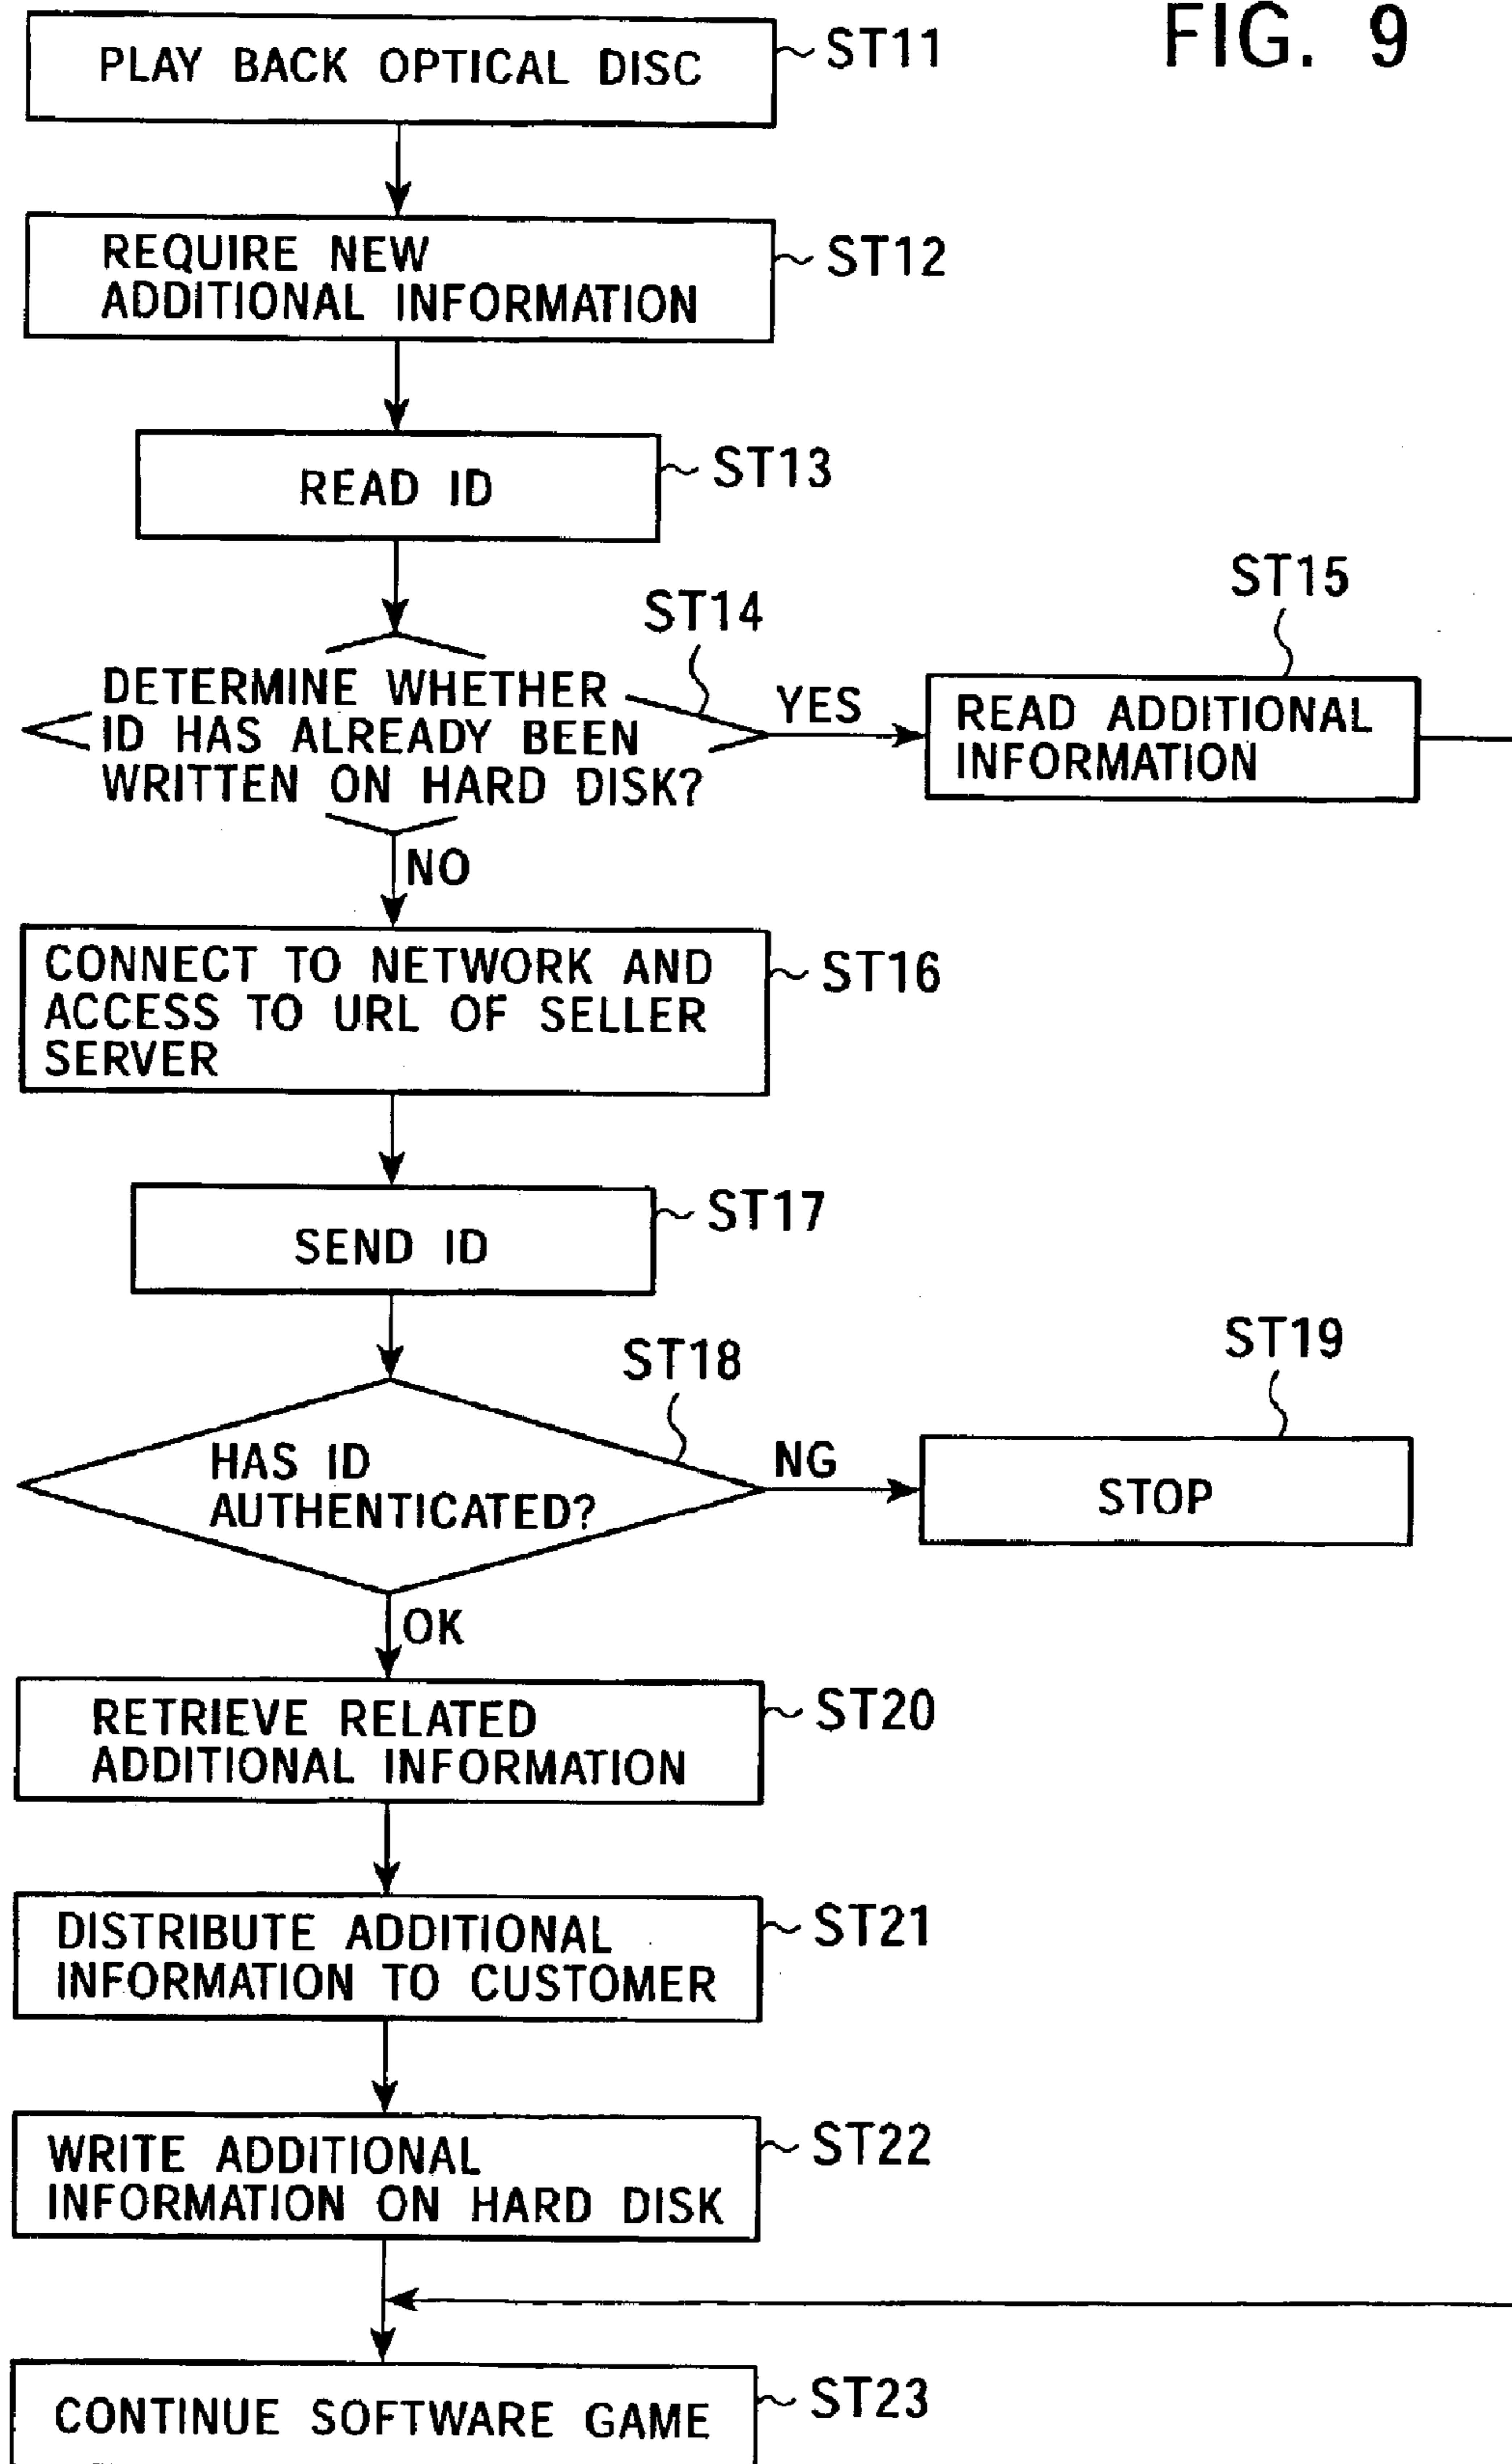 FIG. 9
PLAY BACK OPTICAL DISC
ST11
REQUIRE NEW
ADDITIONAL INFORMATION
ST12
READ ID
ST13
DETERMINE WHETHER
ID HAS ALREADY BEEN
WRITTEN ON HARD DISK?
ST14
YES
ST15
READ ADDITIONAL
INFORMATION
NO
CONNECT TO NETWORK AND
ACCESS TO URL OF SELLER
SERVER
ST16
SEND ID
ST17
HAS ID
AUTHENTICATED?
ST18
NG
ST19
STOP
OK
RETRIEVE RELATED
ADDITIONAL INFORMATION
ST20
DISTRIBUTE ADDITIONAL
INFORMATION TO CUSTOMER
ST21
WRITE ADDITIONAL
INFORMATION ON HARD DISK
ST22
CONTINUE SOFTWARE GAME
ST23